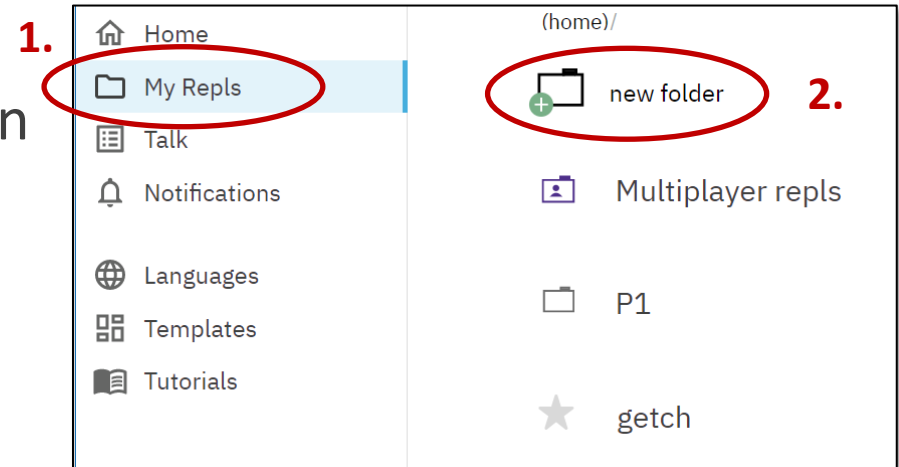 1.
n
Home
My Repls
Talk
Notifications
Languages
Templates
Tutorials
(home)/
new folder
2.
Multiplayer repls
P1
getch